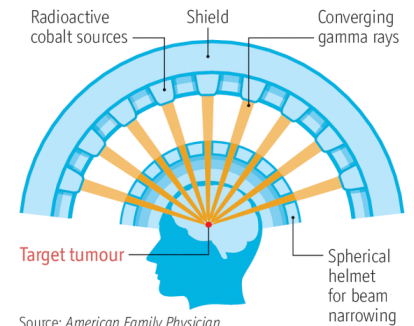 Radioactive
cobalt sources
Shield
Converging
gamma rays
Target tumour
Spherical
helmet
for beam
narrowing
Source: American Family Physician